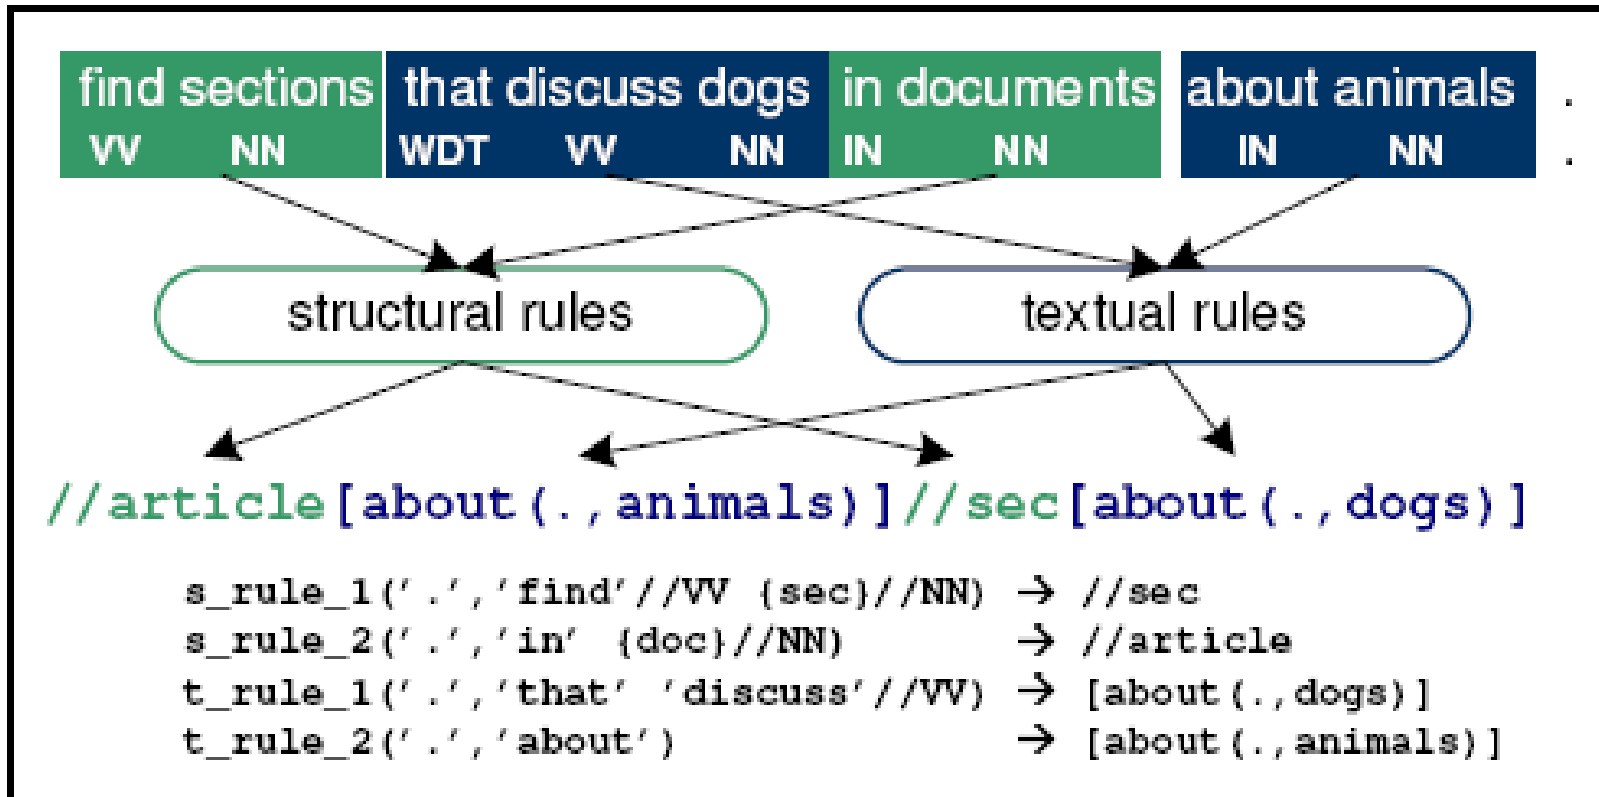 find sections that discuss dogs in documents about animals .
VV NN WDT VV NN IN NN IN NN .
structural rules textual rules
//article[about(.,animals)]//sec[about(.,dogs)]
s_rule_1('.','find'//VV {sec}//NN) → //sec
s_rule_2('.','in' {doc}//NN) → //article
t_rule_1('.','that' 'discuss'//VV) → [about(.,dogs)]
t_rule_2('.','about') → [about(.,animals)]